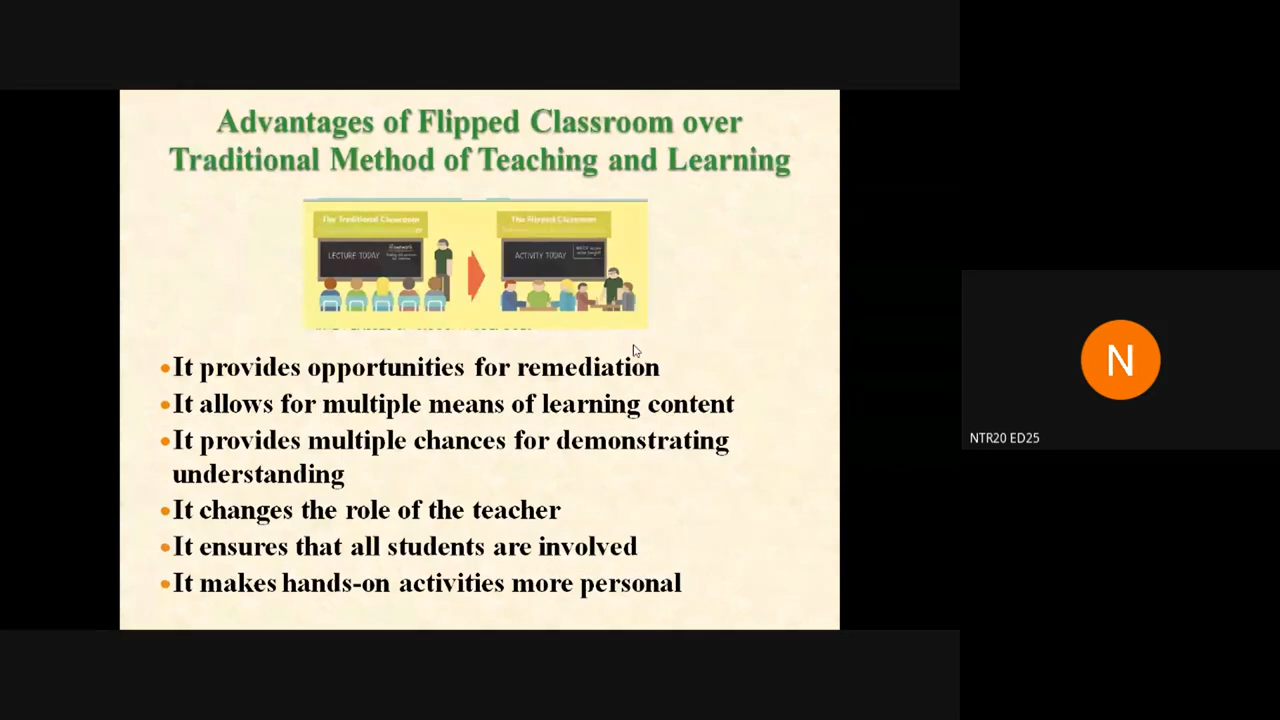 Advantages of Flipped Classroom over
Traditional Method of Teaching and Learning
The Traditional Classroom
The Flipped Classroom
LECTURE TODAY
ACTIVITY TODAY
•It provides opportunities for remediation
•It allows for multiple means of learning content
•It provides multiple chances for demonstrating
understanding
•It changes the role of the teacher
•It ensures that all students are involved
•It makes hands-on activities more personal
N
NTR20 ED25